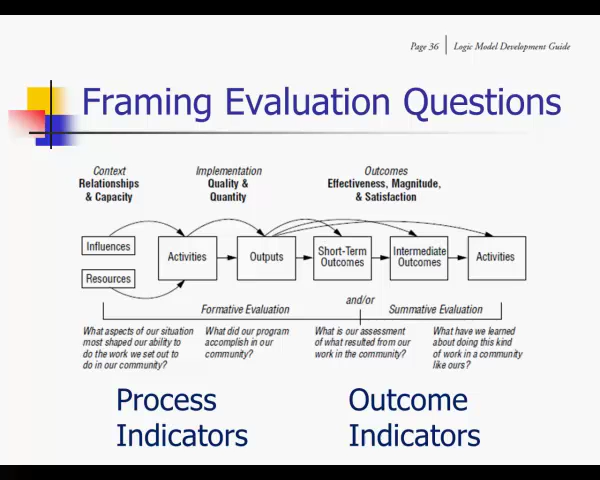 Page 36 | Logic Model Development Guide
Framing Evaluation Questions
Context
Relationships
& Capacity
Implementation
Quality &
Quantity
Outcomes
Effectiveness, Magnitude,
& Satisfaction
Influences
Resources
Activities
Outputs
Short-Term
Outcomes
Intermediate
Outcomes
Activities
Formative Evaluation
and/or
Summative Evaluation
What aspects of our situation
most shaped our ability to
do the work we set out to
do in our community?
What did our program
accomplish in our
community?
What is our assessment
of what resulted from our
work in the community?
What have we learned
about doing this kind
of work in a community
like ours?
Process
Indicators
Outcome
Indicators